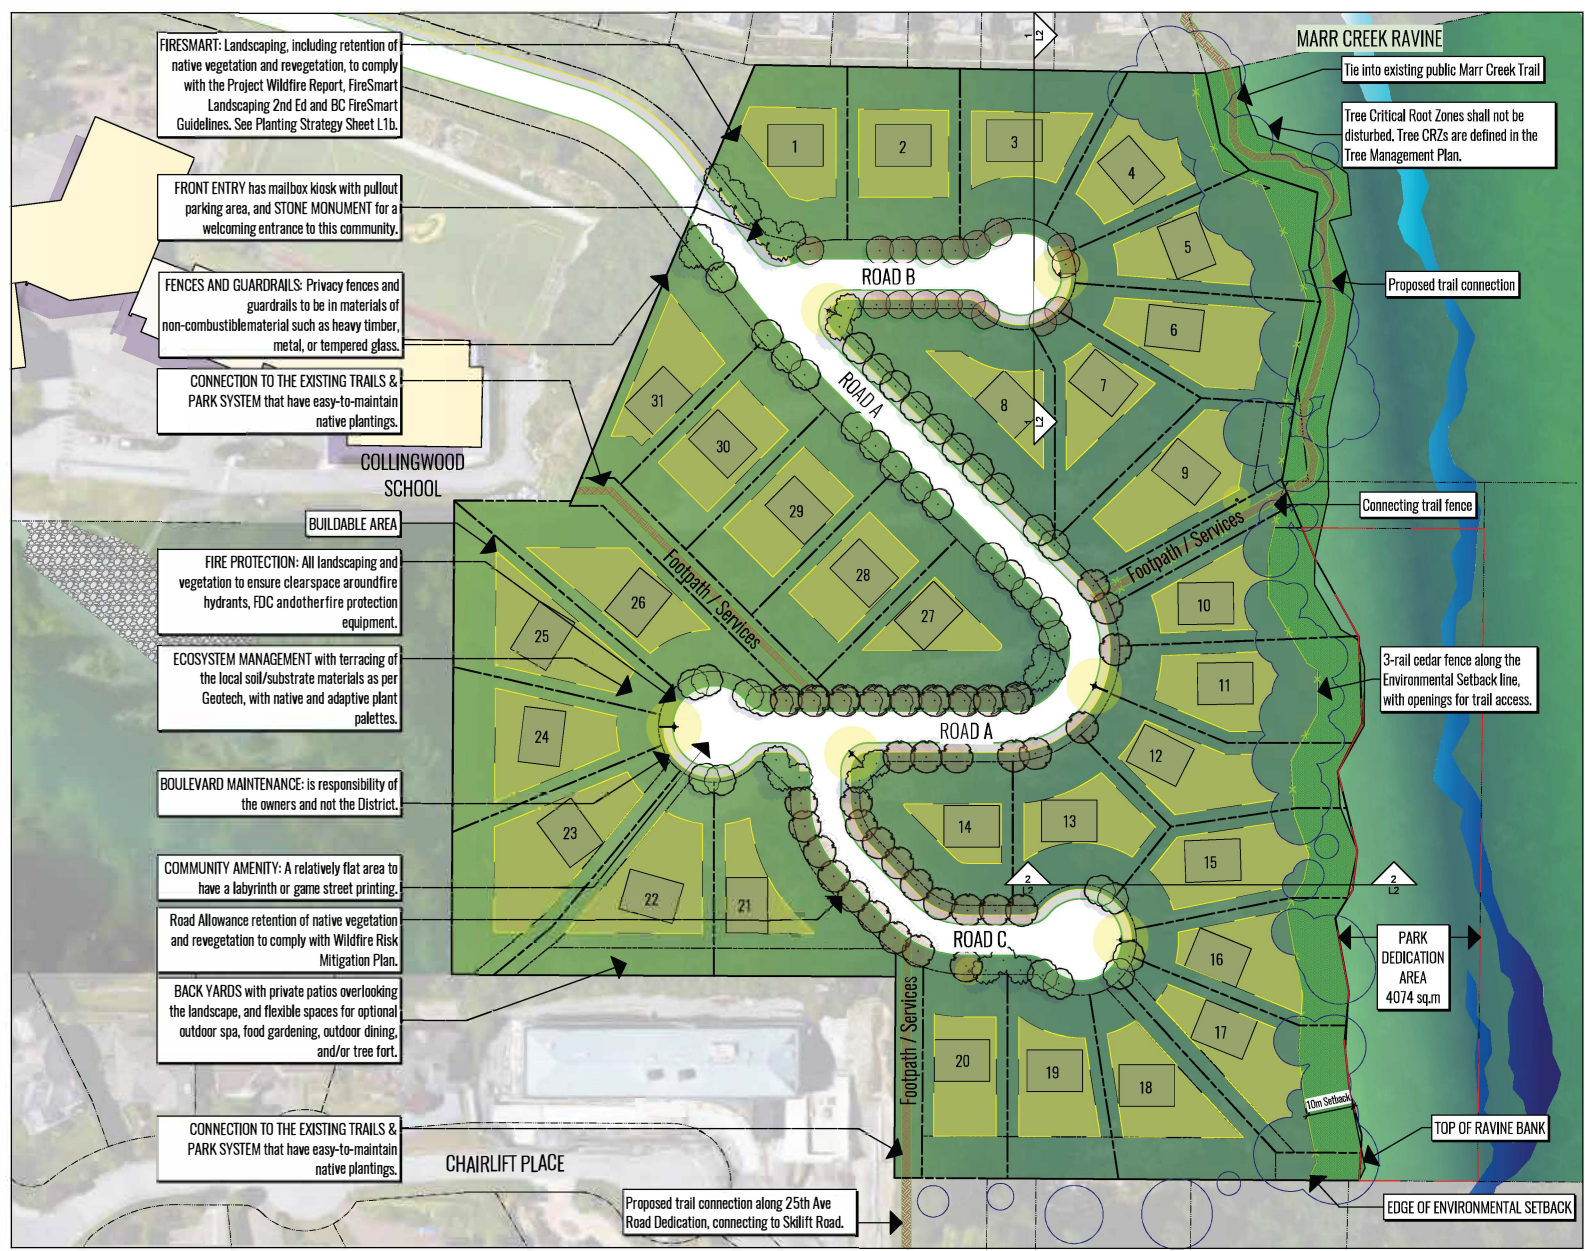 FIRESMART: Landscaping, including retention of
native vegetation and revegetation, to comply
with the Project Wildfire Report, FireSmart
Landscaping 2nd Ed and BC FireSmart
Guidelines. See Planting Strategy Sheet L1b.
FRONT ENTRY has mailbox kiosk with pullout
parking area, and STONE MONUMENT for a
welcoming entrance to this community.
FENCES AND GUARDRAILS: Privacy fences and
guardrails to be in materials of
non-combustiblematerial such as heavy timber,
metal, or tempered glass.
CONNECTION TO THE EXISTING TRAILS &
PARK SYSTEM that have easy-to-maintain
native plantings.
COLLINGWOOD
SCHOOL
BUILDABLE AREA
FIRE PROTECTION: All landscaping and
vegetation to ensure clearspace aroundfire
hydrants, FDC andotherfire protection
equipment.
ECOSYSTEM MANAGEMENT with terracing of
the local soil/substrate materials as per
Geotech, with native and adaptive plant
palettes.
BOULEVARD MAINTENANCE: is responsibility of
the owners and not the District.
COMMUNITY AMENITY: A relatively flat area to
have a labyrinth or game street printing.
Road Allowance retention of native vegetation
and revegetation to comply with Wildfire Risk
Mitigation Plan.
BACK YARDS with private patios overlooking
the landscape, and flexible spaces for optional
outdoor spa, food gardening, outdoor dining,
and/or tree fort.
CONNECTION TO THE EXISTING TRAILS &
PARK SYSTEM that have easy-to-maintain
native plantings.
CHAIRLIFT PLACE
Proposed trail connection along 25th Ave
Road Dedication, connecting to Skilift Road.
1
L2
1
2
3
4
5
6
7
8
1
L2
9
10
11
12
13
14
15
16
17
18
19
20
21
22
23
24
25
26
27
28
29
30
31
ROAD B
ROAD A
ROAD A
ROAD C
Footpath / Services
Footpath / Services
Footpath / Services
2
L2
2
L2
MARR CREEK RAVINE
Tie into existing public Marr Creek Trail
Tree Critical Root Zones shall not be
disturbed. Tree CRZs are defined in the
Tree Management Plan.
Proposed trail connection
Connecting trail fence
3-rail cedar fence along the
Environmental Setback line,
with openings for trail access.
PARK
DEDICATION
AREA
4074 sq.m
10m Setback
TOP OF RAVINE BANK
EDGE OF ENVIRONMENTAL SETBACK